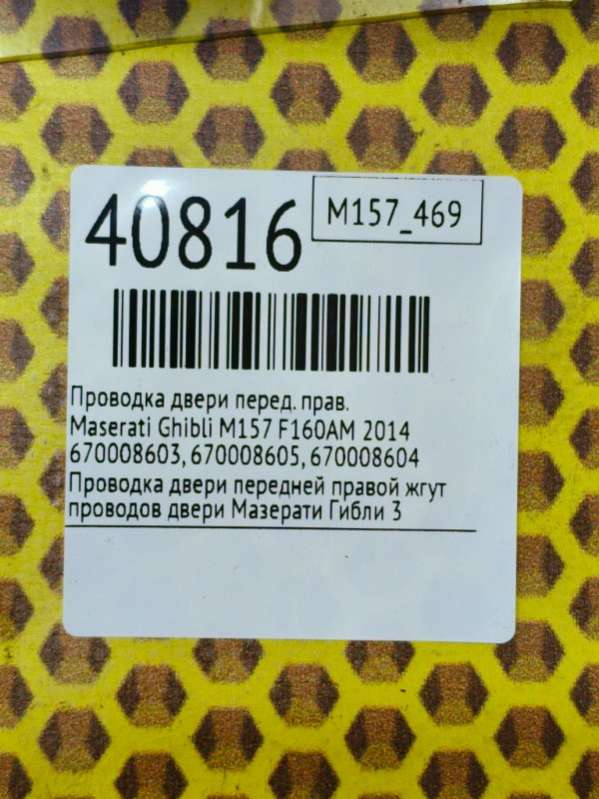 40816
M157_469
Проводка двери перед. прав.
Maserati Ghibli M157 F160AM 2014
670008603, 670008605, 670008604
Проводка двери передней правой жгут
проводов двери Мазерати Гибли 3